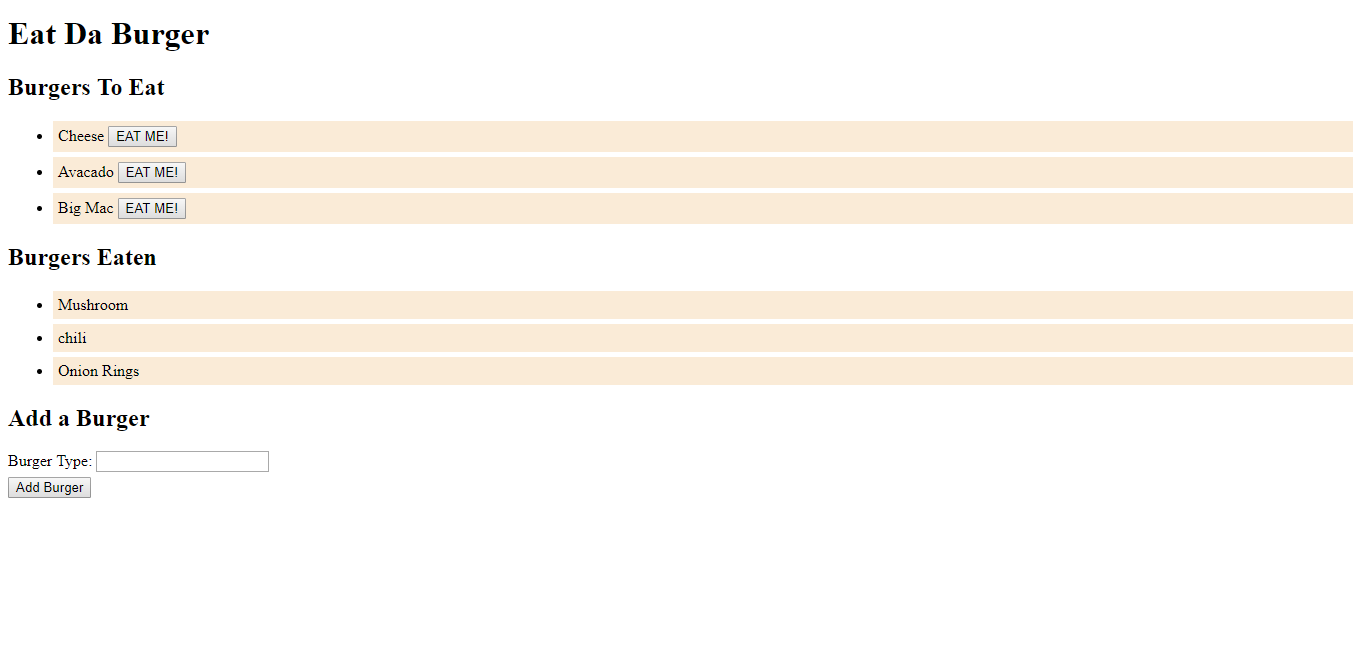 Eat Da Burger
Burgers To Eat
Cheese EAT ME!
Avacado EAT ME!
Big Mac EAT ME!
Burgers Eaten
Mushroom
chili
Onion Rings
Add a Burger
Burger Type:
Add Burger